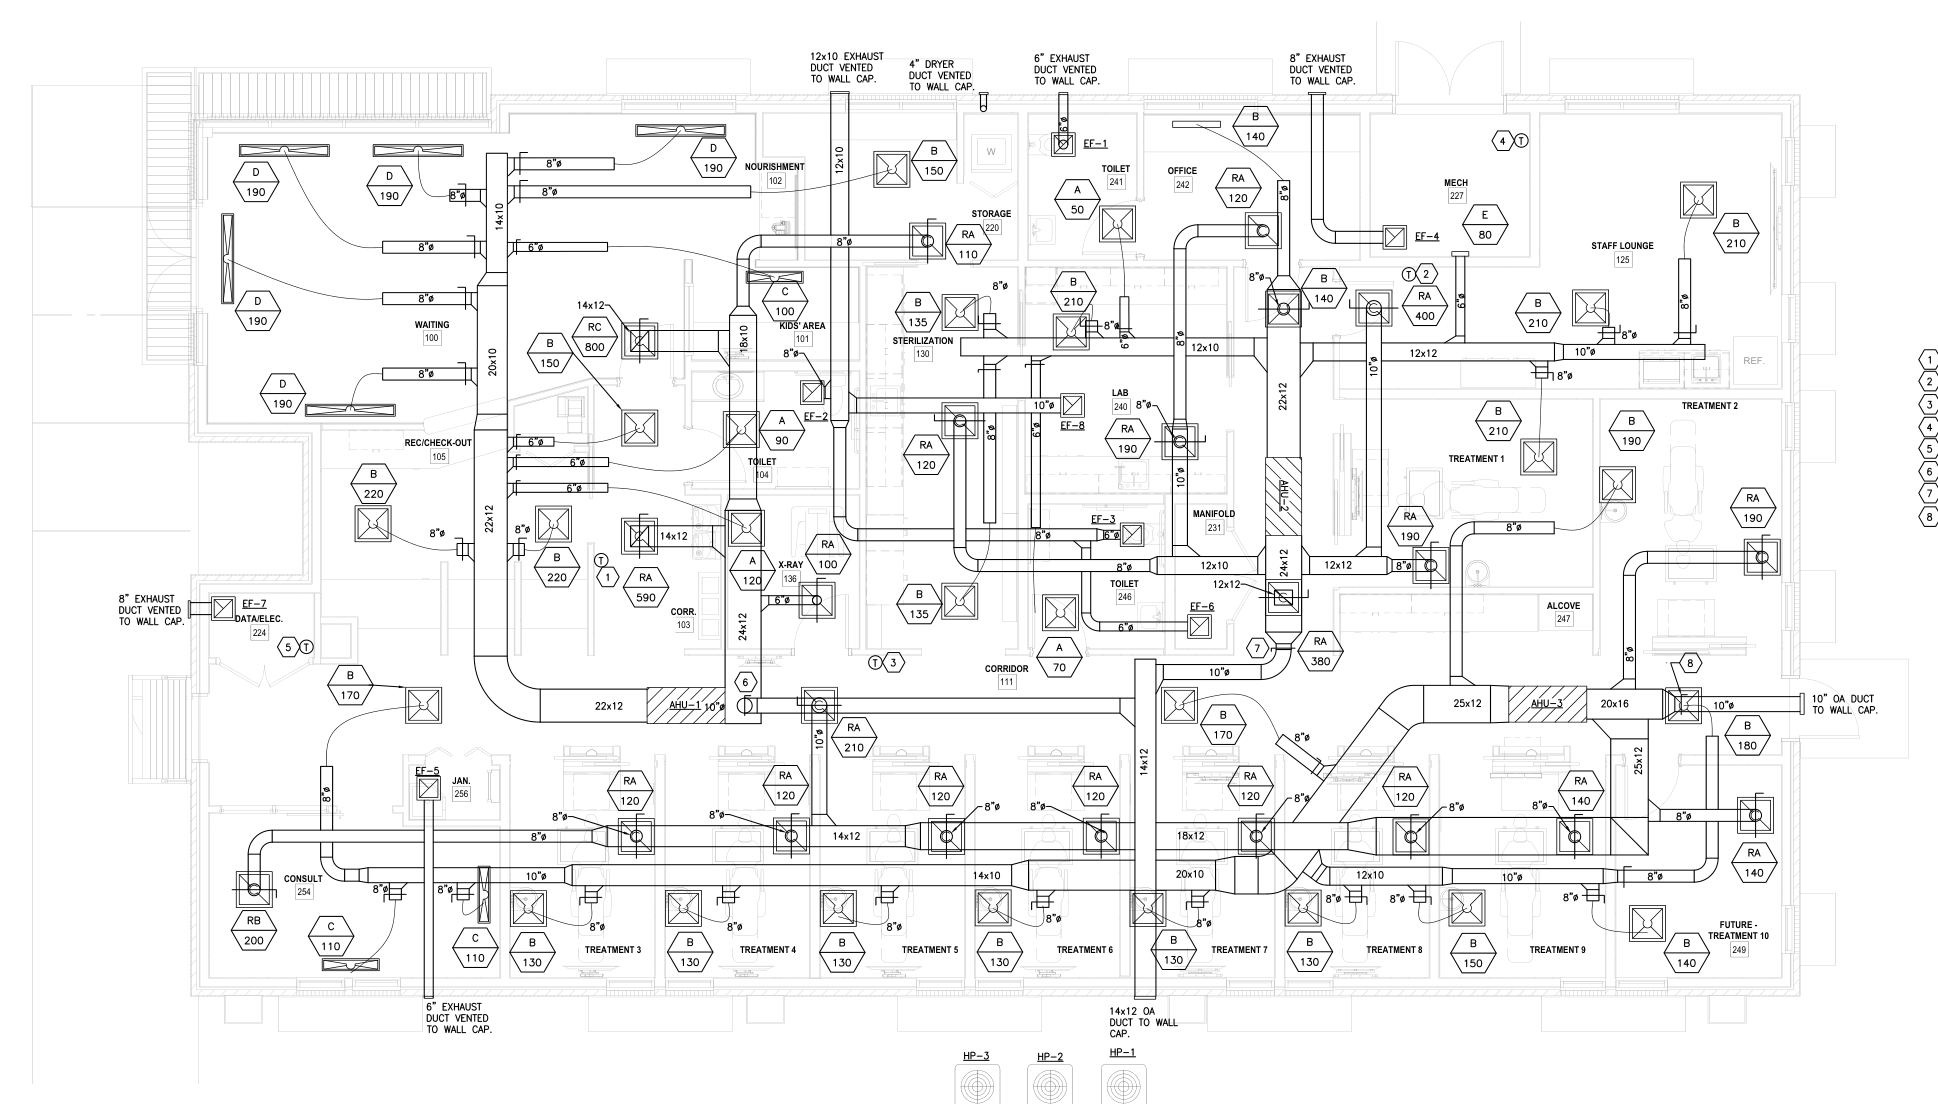 12x10 EXHAUST
DUCT VENTED
TO WALL CAP.
4" DRYER
DUCT VENTED
TO WALL CAP.
6" EXHAUST
DUCT VENTED
TO WALL CAP.
8" EXHAUST
DUCT VENTED
TO WALL CAP.
D
190
D
190
D
190
8"ø
8"ø
8"ø
14x10
NOURISHMENT
102
12x10
B
150
W
6"ø
EF-1
TOILET
241
A
50
OFFICE
242
B
140
RA
120
8"ø
MECH
227
4
T
E
80
EF-4
STAFF LOUNGE
125
B
210
STORAGE
220
RA
110
8"ø
8"ø
6"ø
D
190
8"ø
WAITING
100
20x10
8"ø
D
190
C
100
KIDS' AREA
101
14x12
RC
800
18x10
B
150
8"ø
EF-2
B
135
STERILIZATION
130
8"ø
B
210
8"ø
6"ø
12x10
8"ø
8"ø
B
140
T
2
RA
400
6"ø
12x12
B
210
8"ø
10"ø
8"ø
REF.
8"ø
1
2
3
4
5
6
7
8
REC/CHECK-OUT
105
6"ø
6"ø
6"ø
A
90
TOILET
104
10"ø
EF-8
RA
120
8"ø
6"ø
LAB
240
8"ø
RA
190
10"ø
22x12
10"ø
AHU-2
TREATMENT 1
B
210
TREATMENT 2
B
190
RA
190
B
220
22x12
8"ø
8"ø
B
220
T
1
14x12
RA
590
A
120
X-RAY
136
RA
100
6"ø
CORR.
103
24x12
EF-3
8"ø
6"ø
MANIFOLD
231
8"ø
12x10
24x12
12x12
8"ø
RA
190
8"ø
12x12
B
135
TOILET
246
A
70
6"ø
EF-6
ALCOVE
247
8" EXHAUST
DUCT VENTED
TO WALL CAP.
EF-7
DATA/ELEC.
224
5
T
B
170
T
3
CORRIDOR
111
7
RA
380
10"ø
8"ø
8
22x12
AHU-1
10"ø
6
RA
210
10"ø
B
170
8"ø
25x12
AHU-3
20x16
10"ø
B
180
10" OA DUCT
TO WALL CAP.
EF-5
JAN.
256
8"ø
14x12
25x12
RA
120
RA
120
RA
120
RA
120
RA
120
RA
120
RA
140
8"ø
8"ø
8"ø
8"ø
8"ø
8"ø
8"ø
8"ø
14x12
18x12
8"ø
RA
140
CONSULT
254
RB
200
8"ø
8"ø
10"ø
14x10
20x10
12x10
10"ø
8"ø
C
110
C
110
B
130
8"ø
TREATMENT 3
B
130
8"ø
TREATMENT 4
B
130
8"ø
TREATMENT 5
B
130
8"ø
TREATMENT 6
B
130
8"ø
TREATMENT 7
B
130
8"ø
TREATMENT 8
8"ø
B
150
TREATMENT 9
8"ø
B
140
FUTURE -
TREATMENT 10
249
6" EXHAUST
DUCT VENTED
TO WALL CAP.
14x12 OA
DUCT TO WALL
CAP.
HP-3
HP-2
HP-1